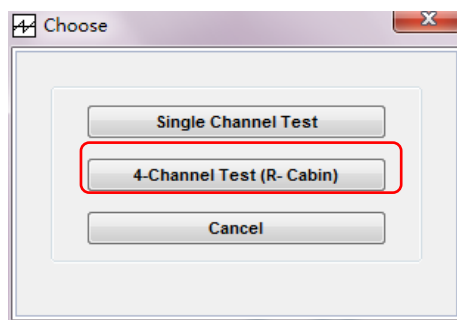 Choose
Single Channel Test
4-Channel Test (R- Cabin)
Cancel